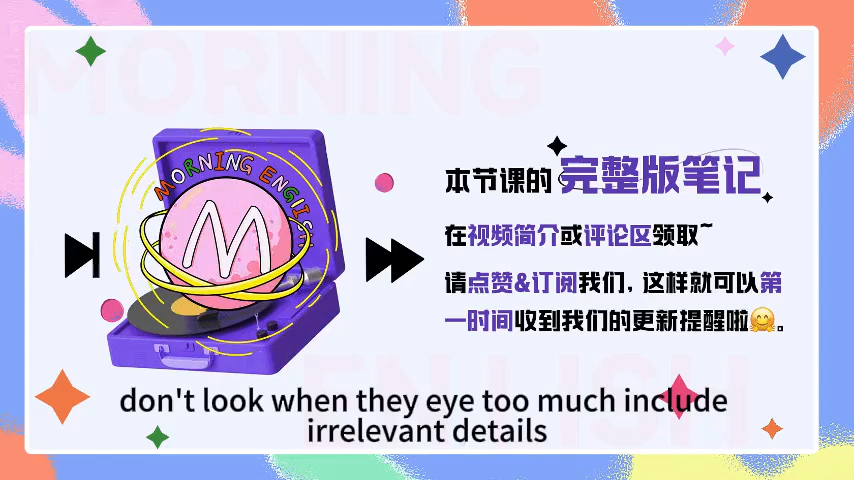 MORNING
MORNING ENGLISH
M
本节课的 完整版笔记
在视频简介或评论区领取~
请点赞&订阅我们, 这样就可以第
一时间收到我们的更新提醒啦🤗。
don't look when they eye too much include
irrelevant details